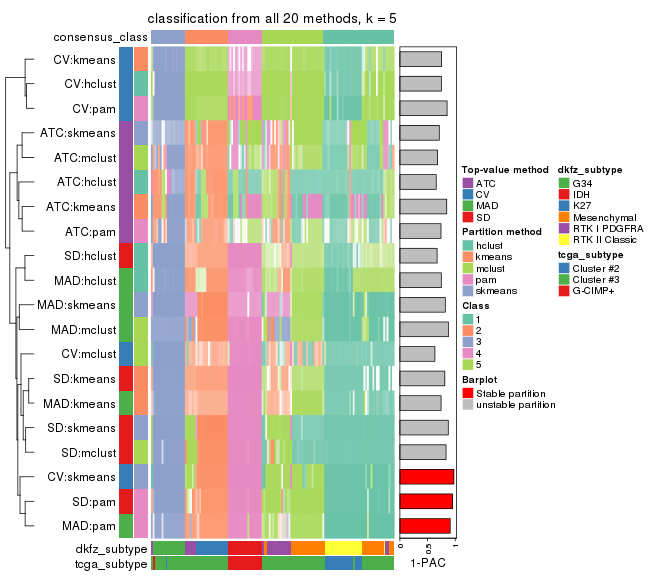 classification from all 20 methods, k = 5
consensus_class
CV:kmeans
CV:hclust
CV:pam
ATC:skmeans
ATC:mclust
ATC:hclust
ATC:kmeans
ATC:pam
SD:hclust
MAD:hclust
MAD:skmeans
MAD:mclust
CV:mclust
SD:kmeans
MAD:kmeans
SD:skmeans
SD:mclust
CV:skmeans
SD:pam
MAD:pam
dkfz_subtype
tcga_subtype
0
0.5
1
1-PAC
Top-value method
ATC
CV
MAD
SD
Partition method
hclust
kmeans
mclust
pam
skmeans
Class
1
2
3
4
5
Barplot
Stable partition
unstable partition
dkfz_subtype
G34
IDH
K27
Mesenchymal
RTK I PDGFRA
RTK II Classic
tcga_subtype
Cluster #2
Cluster #3
G-CIMP+